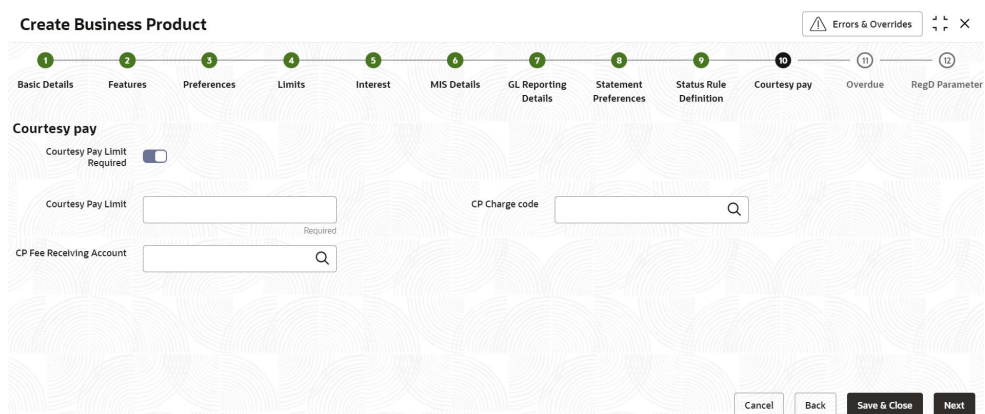 Create Business Product
Errors & Overrides
1 2 3 4 5 6 7 8 9 10 11 12
Basic Details Features Preferences Limits Interest MIS Details GL Reporting Details Statement Preferences Status Rule Definition Courtesy pay Overdue RegD Parameter
Courtesy pay
Courtesy Pay Limit
Required
Courtesy Pay Limit
Required
CP Charge code
CP Fee Receiving Account
Cancel Back Save & Close Next